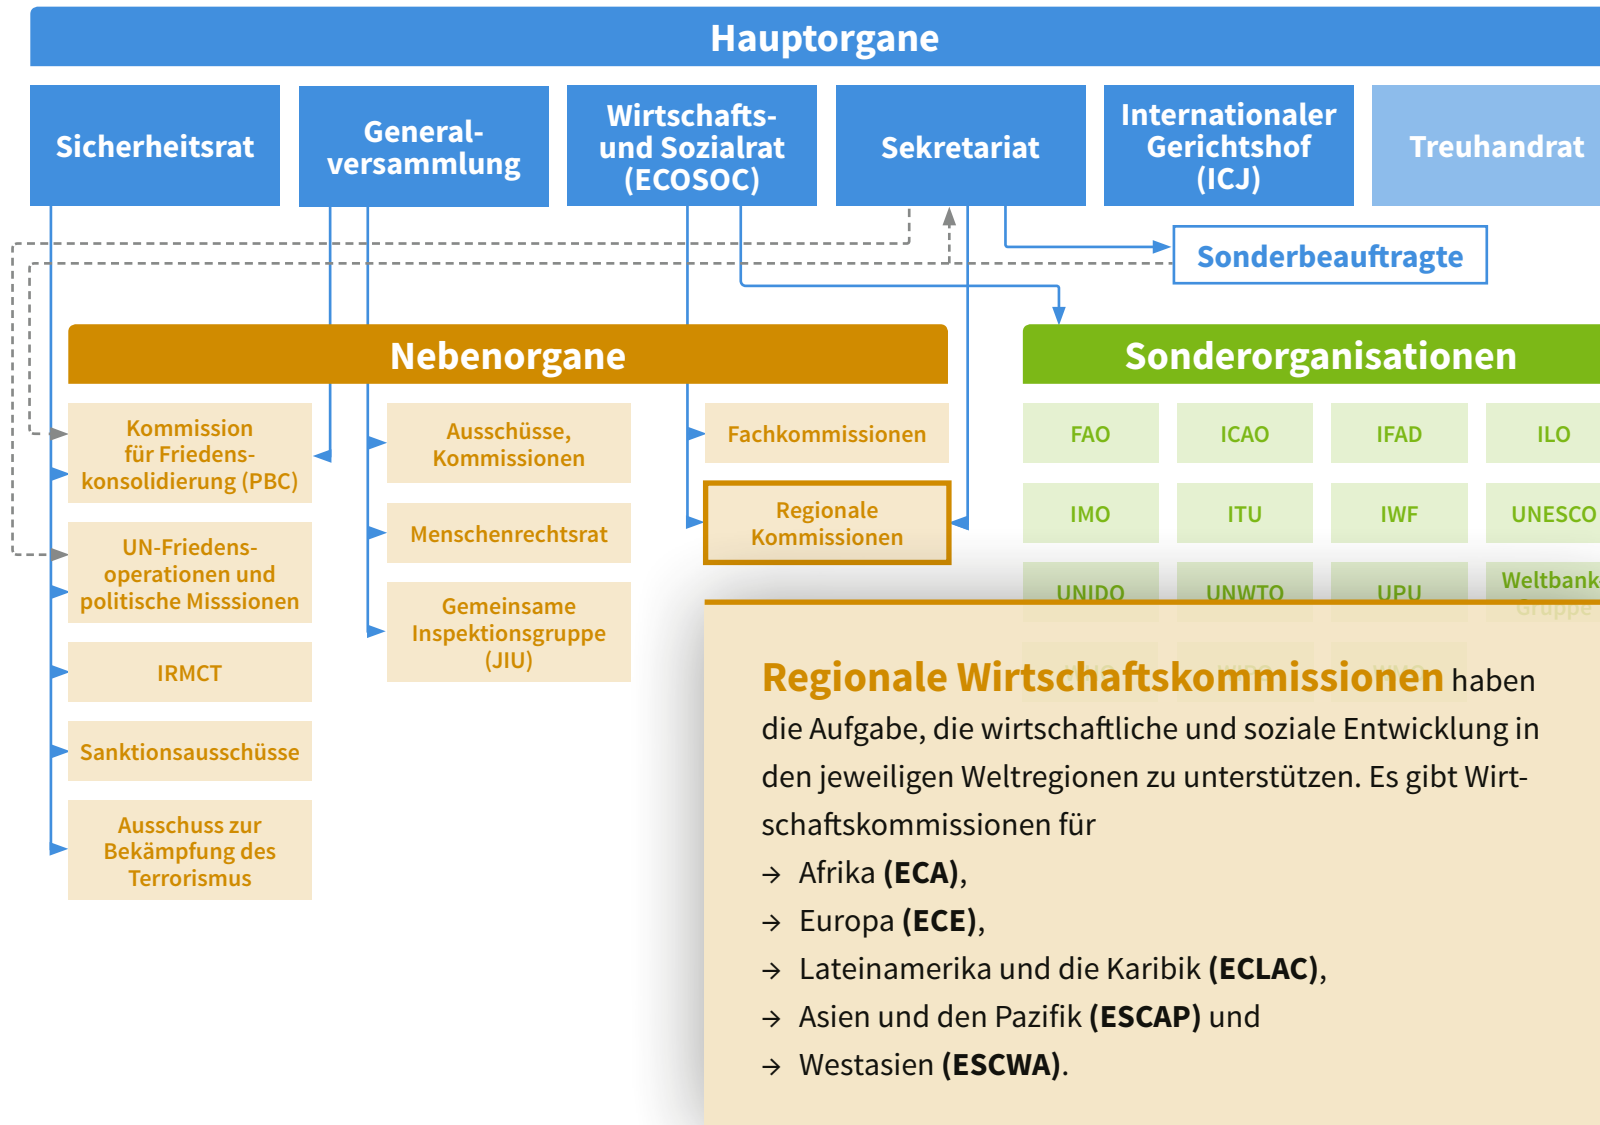 Hauptorgane
Sicherheitsrat
General-
versammlung
Wirtschafts-
und Sozialrat
(ECOSOC)
Sekretariat
Internationaler
Gerichtshof
(ICJ)
Treuhandrat
Sonderbeauftragte
Nebenorgane
Kommission
für Friedens-
konsolidierung (PBC)
UN-Friedens-
operationen und
politische Misssionen
IRMCT
Sanktionsausschüsse
Ausschuss zur
Bekämpfung des
Terrorismus
Ausschüsse,
Kommissionen
Menschenrechtsrat
Gemeinsame
Inspektionsgruppe
(JIU)
Fachkommissionen
Regionale
Kommissionen
Sonderorganisationen
FAO
ICAO
IFAD
ILO
IMO
ITU
IWF
UNESCO
UNIDO
UNWTO
UPU
Weltbank-
Gruppe
Regionale Wirtschaftskommissionen haben
die Aufgabe, die wirtschaftliche und soziale Entwicklung in
den jeweiligen Weltregionen zu unterstützen. Es gibt Wirt-
schaftskommissionen für
→ Afrika (ECA),
→ Europa (ECE),
→ Lateinamerika und die Karibik (ECLAC),
→ Asien und den Pazifik (ESCAP) und
→ Westasien (ESCWA).